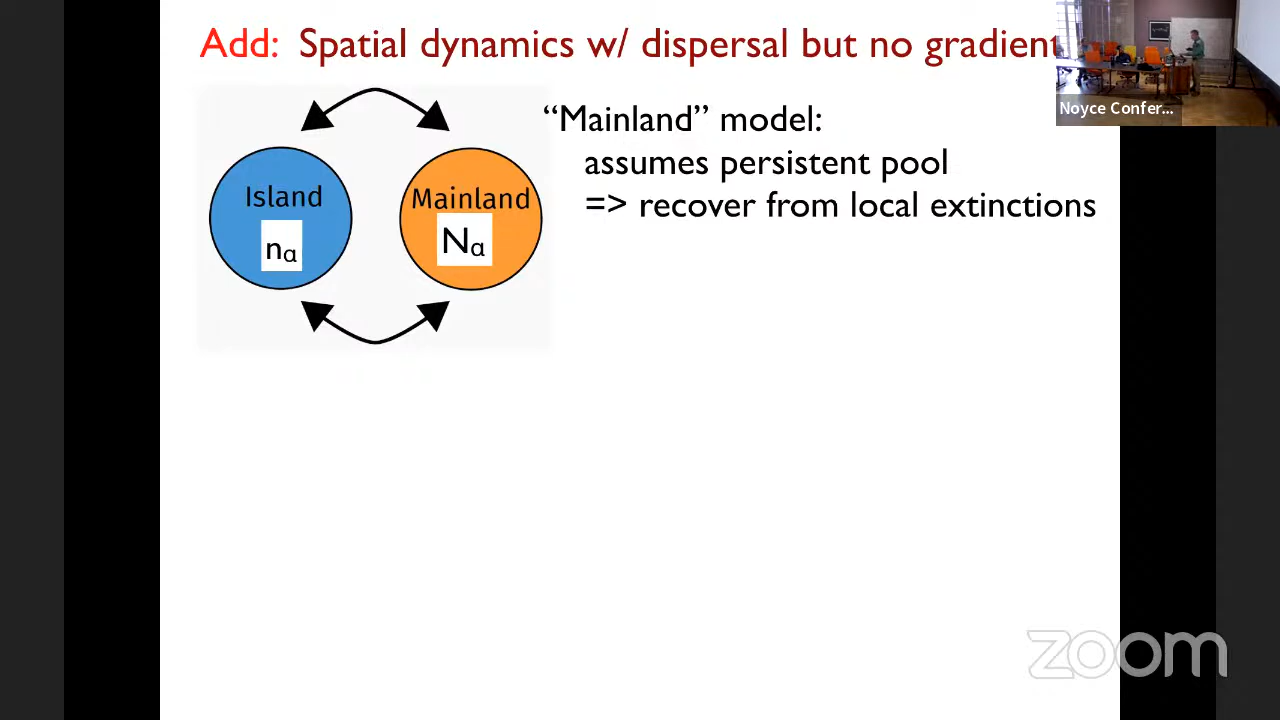 Add: Spatial dynamics w/ dispersal but no gradient
Noyce Confer...
“Mainland” model:
assumes persistent pool
=> recover from local extinctions
Island
nα
Mainland
Nα
zoom